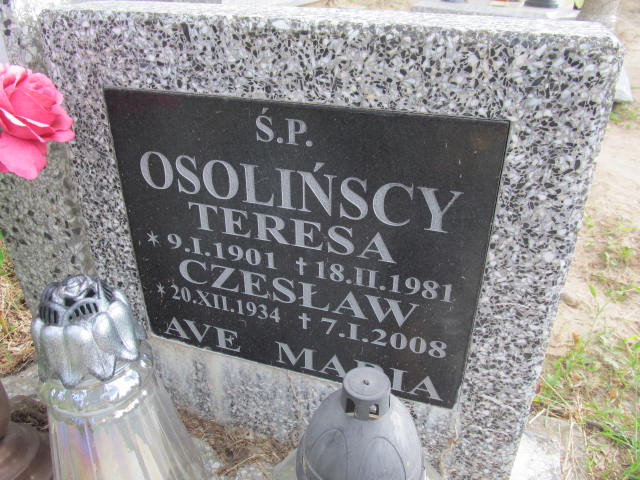 Ś.P.
OSOLIŃSCY
TERESA
* 9.I.1901 † 18.II.1981
CZESŁAW
* 20.XII.1934 † 7.I.2008
AVE MARIA